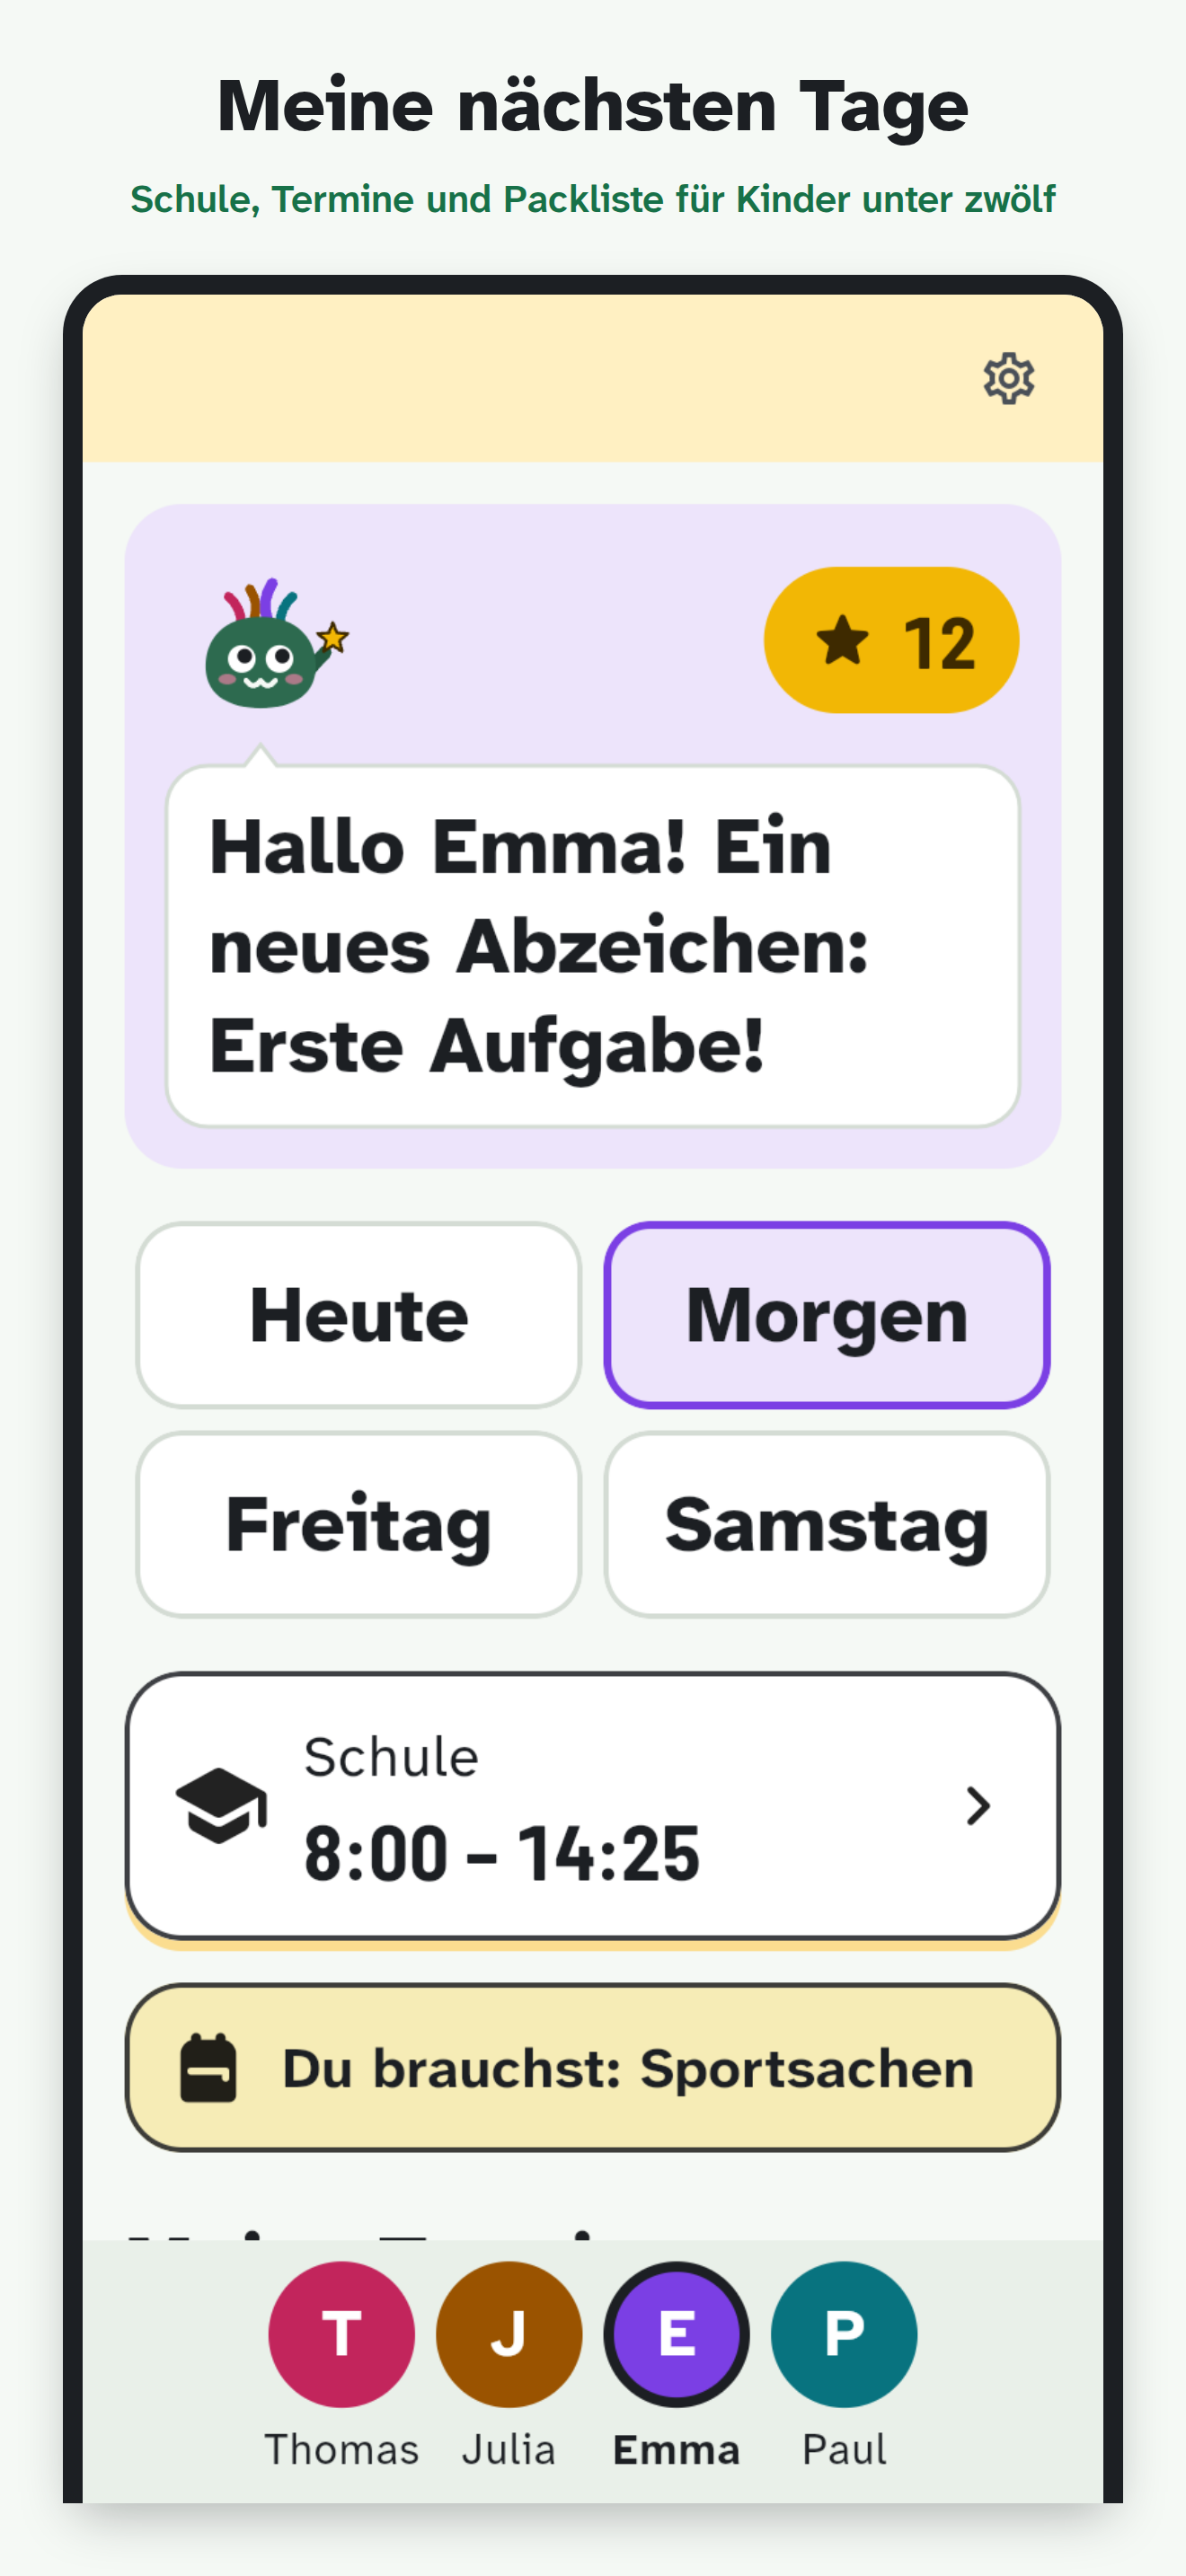 Meine nächsten Tage
Schule, Termine und Packliste für Kinder unter zwölf
12
Hallo Emma! Ein
neues Abzeichen:
Erste Aufgabe!
Heute
Morgen
Freitag
Samstag
Schule
8:00 – 14:25
Du brauchst: Sportsachen
T
J
E
P
Thomas
Julia
Emma
Paul